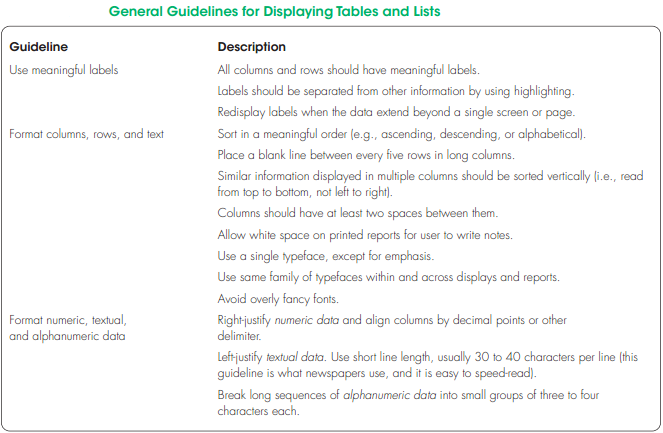 General Guidelines for Displaying Tables and Lists
Guideline Description
Use meaningful labels All columns and rows should have meaningful labels.
Labels should be separated from other information by using highlighting.
Redisplay labels when the data extend beyond a single screen or page.
Format columns, rows, and text Sort in a meaningful order (e.g., ascending, descending, or alphabetical).
Place a blank line between every five rows in long columns.
Similar information displayed in multiple columns should be sorted vertically (i.e., read
from top to bottom, not left to right).
Columns should have at least two spaces between them.
Allow white space on printed reports for user to write notes.
Use a single typeface, except for emphasis.
Use same family of typefaces within and across displays and reports.
Avoid overly fancy fonts.
Format numeric, textual, Right-justify numeric data and align columns by decimal points or other
and alphanumeric data delimiter.
Left-justify textual data. Use short line length, usually 30 to 40 characters per line (this
guideline is what newspapers use, and it is easy to speed-read).
Break long sequences of alphanumeric data into small groups of three to four
characters each.